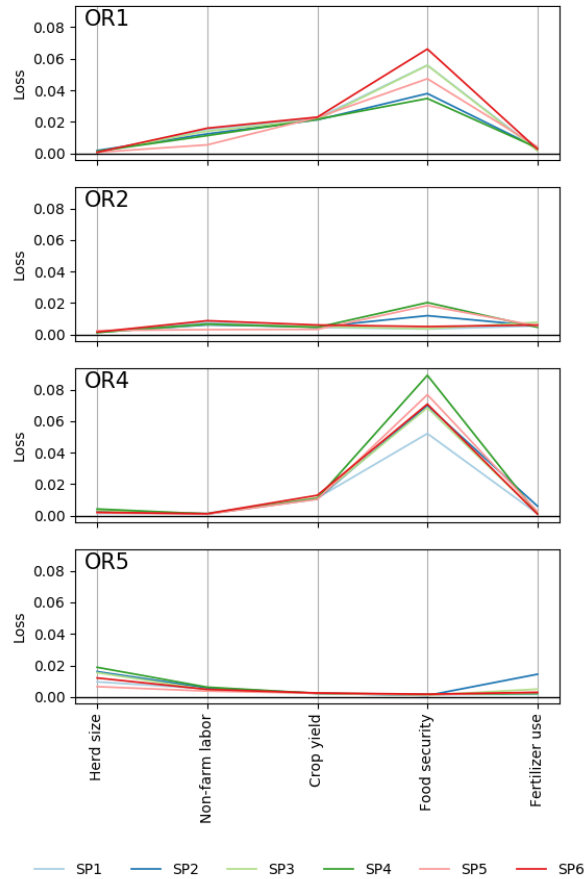 OR1
0.08
0.06
0.04
0.02
0.00
Loss
OR2
0.08
0.06
0.04
0.02
0.00
Loss
OR4
0.08
0.06
0.04
0.02
0.00
Loss
OR5
0.08
0.06
0.04
0.02
0.00
Loss
Herd size
Non-farm labor
Crop yield
Food security
Fertilizer use
SP1 SP2 SP3 SP4 SP5 SP6